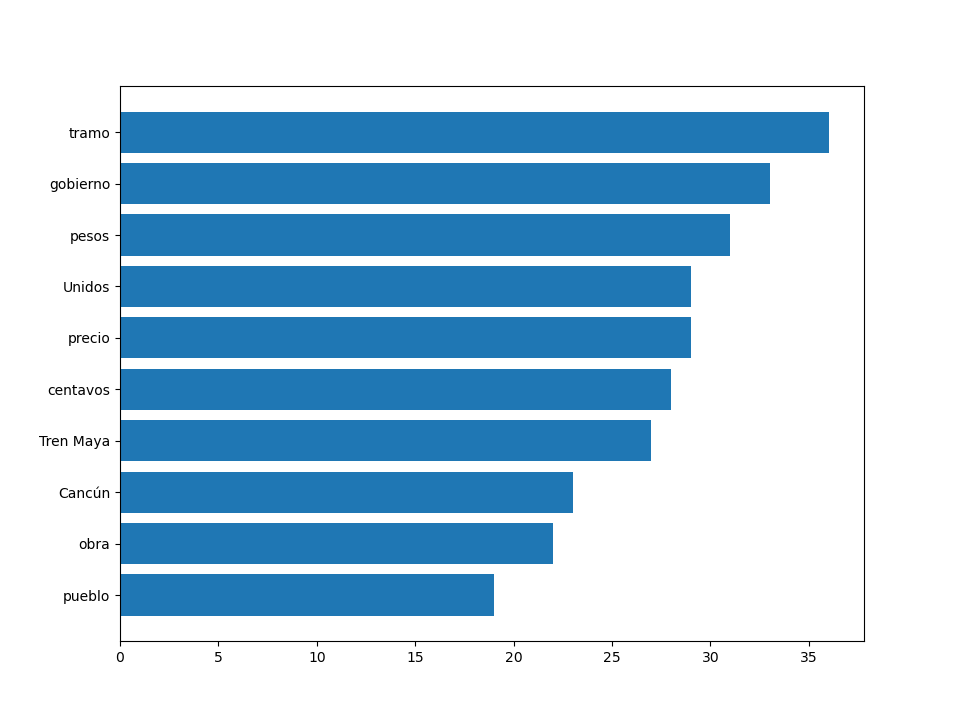 tramo
gobierno
pesos
Unidos
precio
centavos
Tren Maya
Cancún
obra
pueblo
0 5 10 15 20 25 30 35